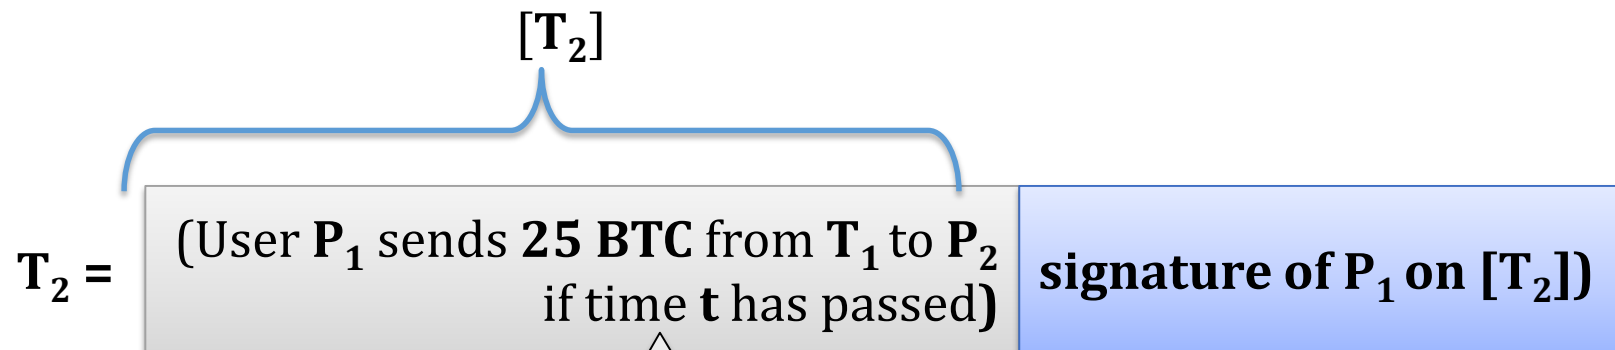 [T₂]
(User P₁ sends 25 BTC from T₁ to P₂
if time t has passed)
T₂ =
signature of P₁ on [T₂])